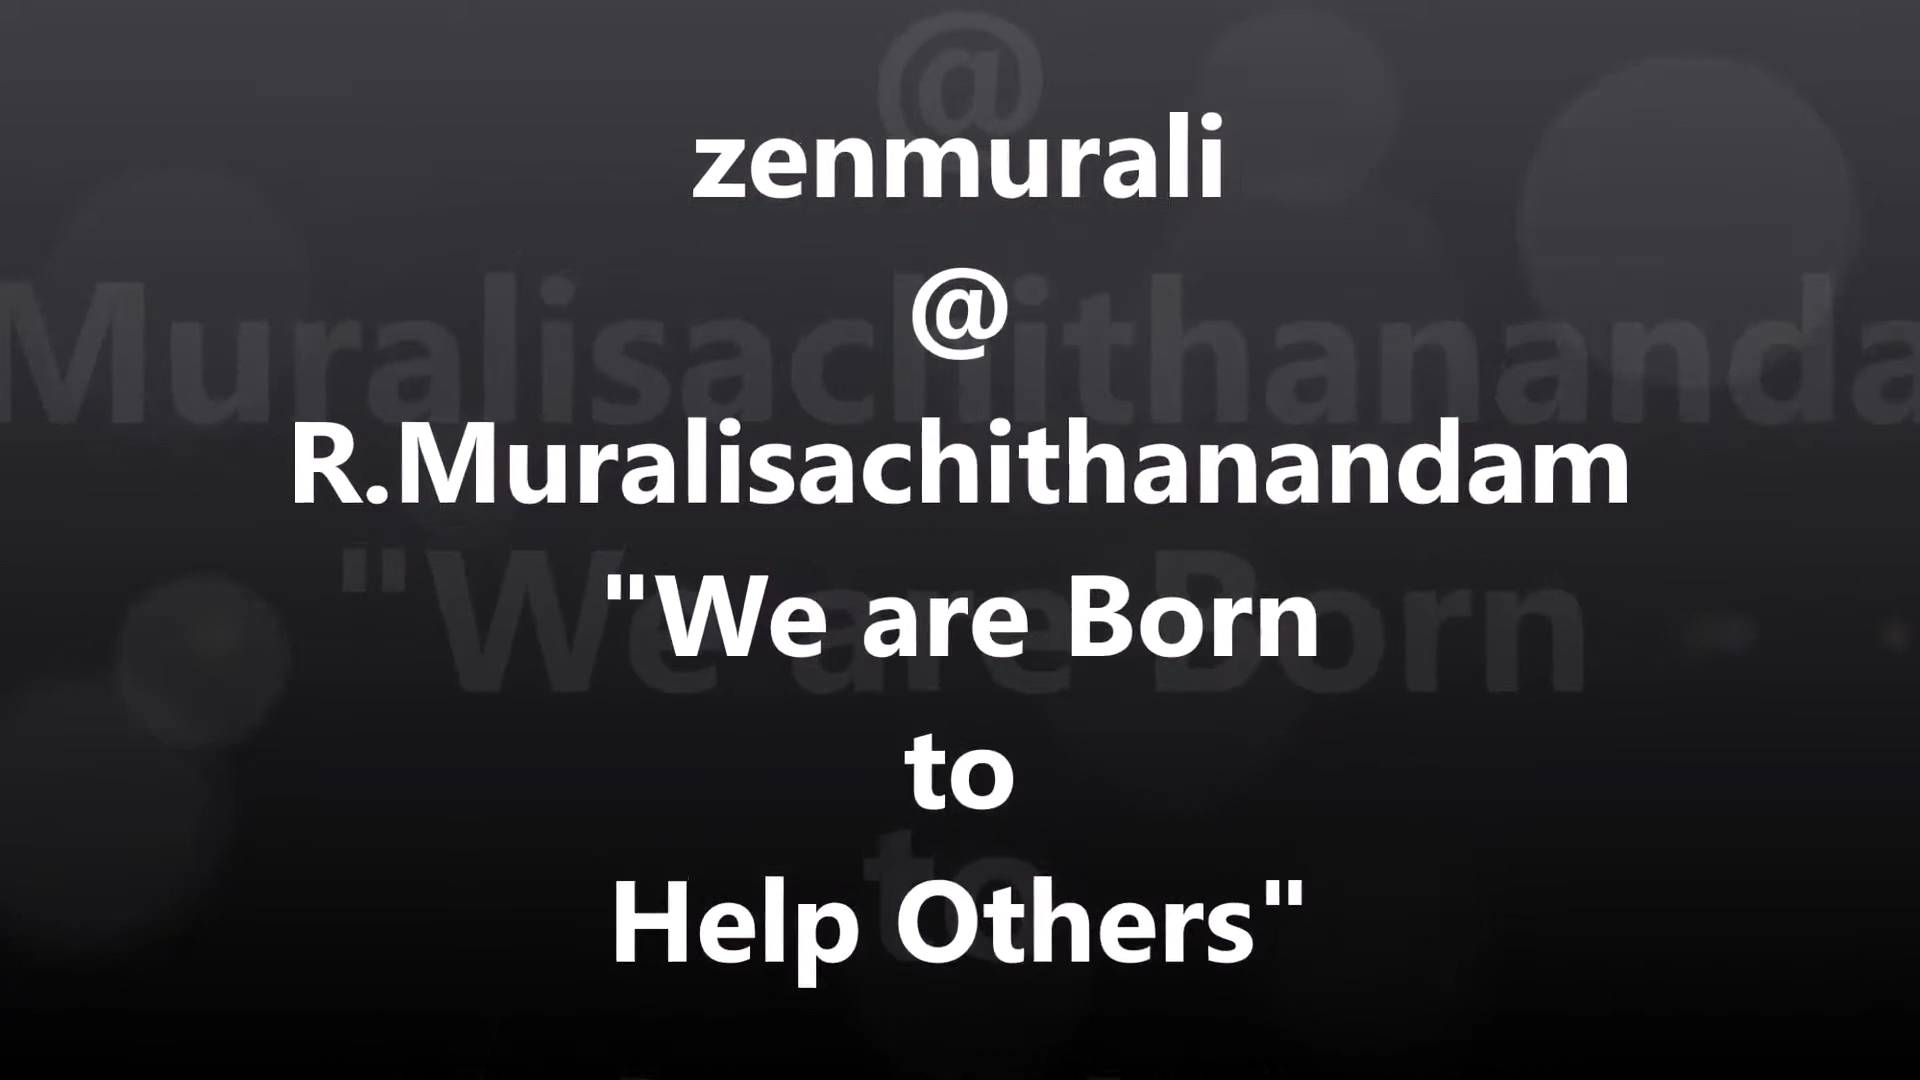 zenmurali
@
R.Muralisachithanandam
"We are Born
to
Help Others"